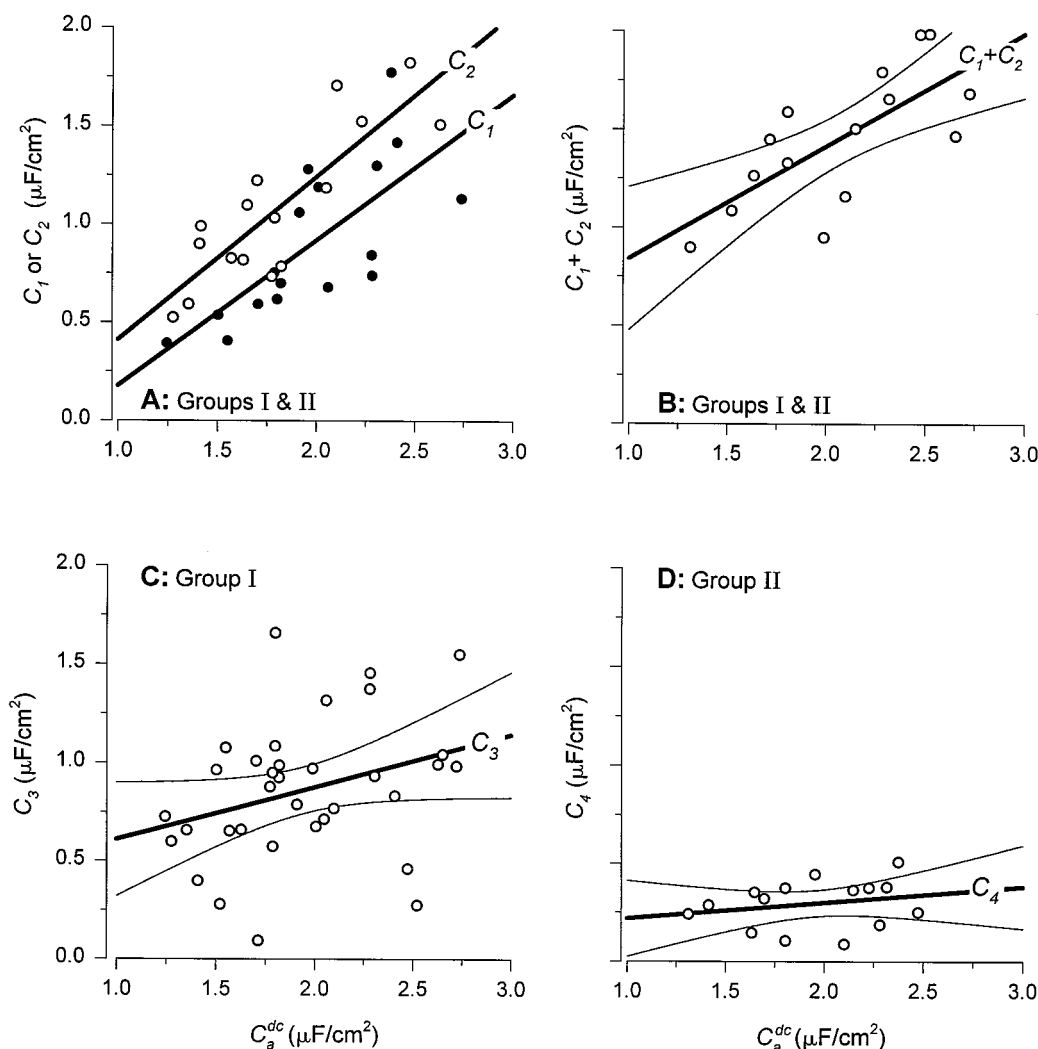 2.0
1.5
1.0
0.5
0.0
C1 or C2 (μF/cm²)
C2
C1
A: Groups I & II
1.0 1.5 2.0 2.5 3.0
C1+ C2 (μF/cm²)
C1+C2
B: Groups I & II
1.0 1.5 2.0 2.5 3.0
2.0
1.5
1.0
0.5
0.0
C3 (μF/cm²)
C: Group I
C3
1.0 1.5 2.0 2.5 3.0
Cadc (μF/cm²)
C4 (μF/cm²)
D: Group II
C4
1.0 1.5 2.0 2.5 3.0
Cadc (μF/cm²)